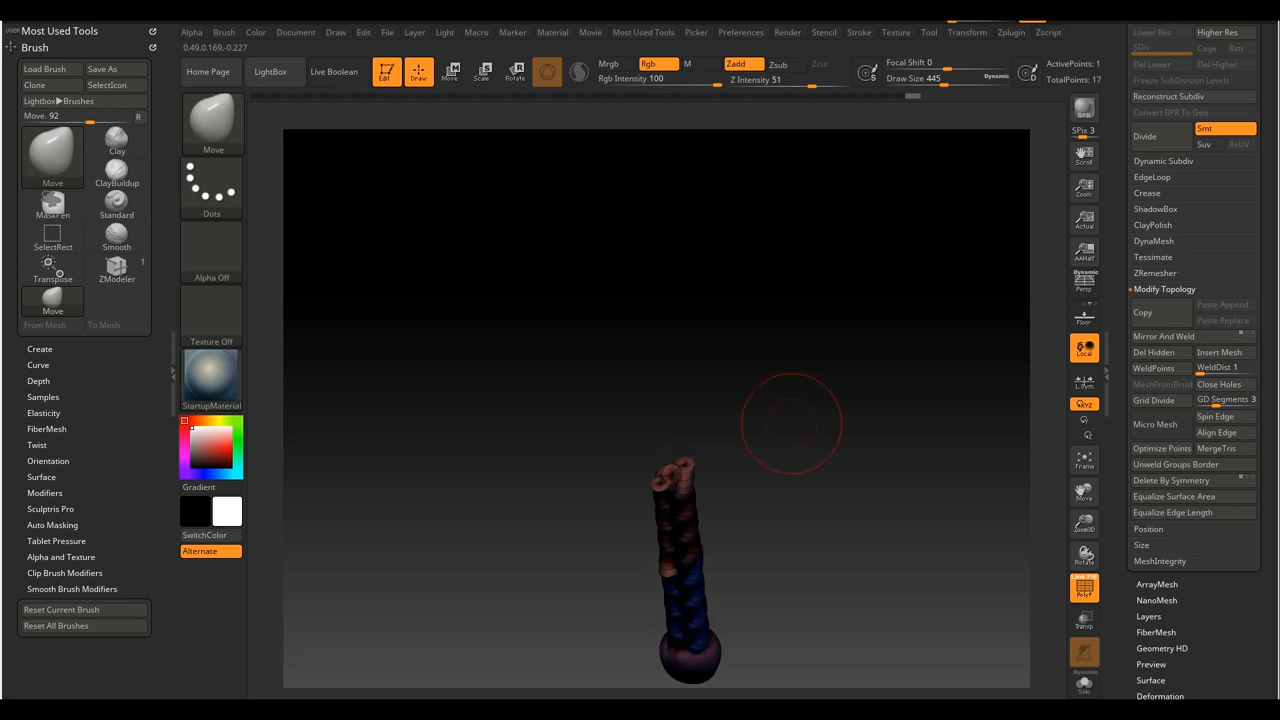 USER Most Used Tools
Brush
Load Brush Save As
Clone SelectIcon
Lightbox▶Brushes
Move. 92 R
Move Clay
ClayBuildup
MaskPen Standard
SelectRect Smooth
Transpose ZModeler 1
Move
From Mesh To Mesh
Create
Curve
Depth
Samples
Elasticity
FiberMesh
Twist
Orientation
Surface
Modifiers
Sculptris Pro
Auto Masking
Tablet Pressure
Alpha and Texture
Clip Brush Modifiers
Smooth Brush Modifiers
Reset Current Brush
Reset All Brushes
Alpha Brush Color Document Draw Edit File Layer Light Macro Marker Material Movie Most Used Tools Picker Preferences Render Stencil Stroke Texture Tool Transform Zplugin Zscript
0.49,0.169,-0.227
Home Page LightBox Live Boolean Edit Draw Move Scale Rotate
Mrgb Rgb M Zadd Zsub Zcut
Rgb Intensity 100 Z Intensity 51
S Focal Shift 0
Draw Size 445 Dynamic D
ActivePoints: 1
TotalPoints: 17
Move
Dots
Alpha Off
Texture Off
StartupMaterial
Gradient
SwitchColor
Alternate
BPR
SPix 3
Scroll
Zoom
Actual
AAHalf
Dynamic
Persp
Floor
Local
L.Sym
XYZ
Frame
Move
Zoom3D
Rotate
Line Fill
PolyF
Transp
Dynamic
Solo
Lower Res Higher Res
SDiv Cage Rstr
Del Lower Del Higher
Freeze SubDivision Levels
Reconstruct Subdiv
Convert BPR To Geo
Divide Smt
Suv ReUV
Dynamic Subdiv
EdgeLoop
Crease
ShadowBox
ClayPolish
DynaMesh
Tessimate
ZRemesher
Modify Topology
Copy Paste Append
Paste Replace
Mirror And Weld
Del Hidden Insert Mesh
WeldPoints WeldDist 1
MeshFromBrush Close Holes
Grid Divide GD Segments 3
Micro Mesh Spin Edge
Align Edge
Optimize Points MergeTris
Unweld Groups Border
Delete By Symmetry
Equalize Surface Area
Equalize Edge Length
Position
Size
MeshIntegrity
ArrayMesh
NanoMesh
Layers
FiberMesh
Geometry HD
Preview
Surface
Deformation